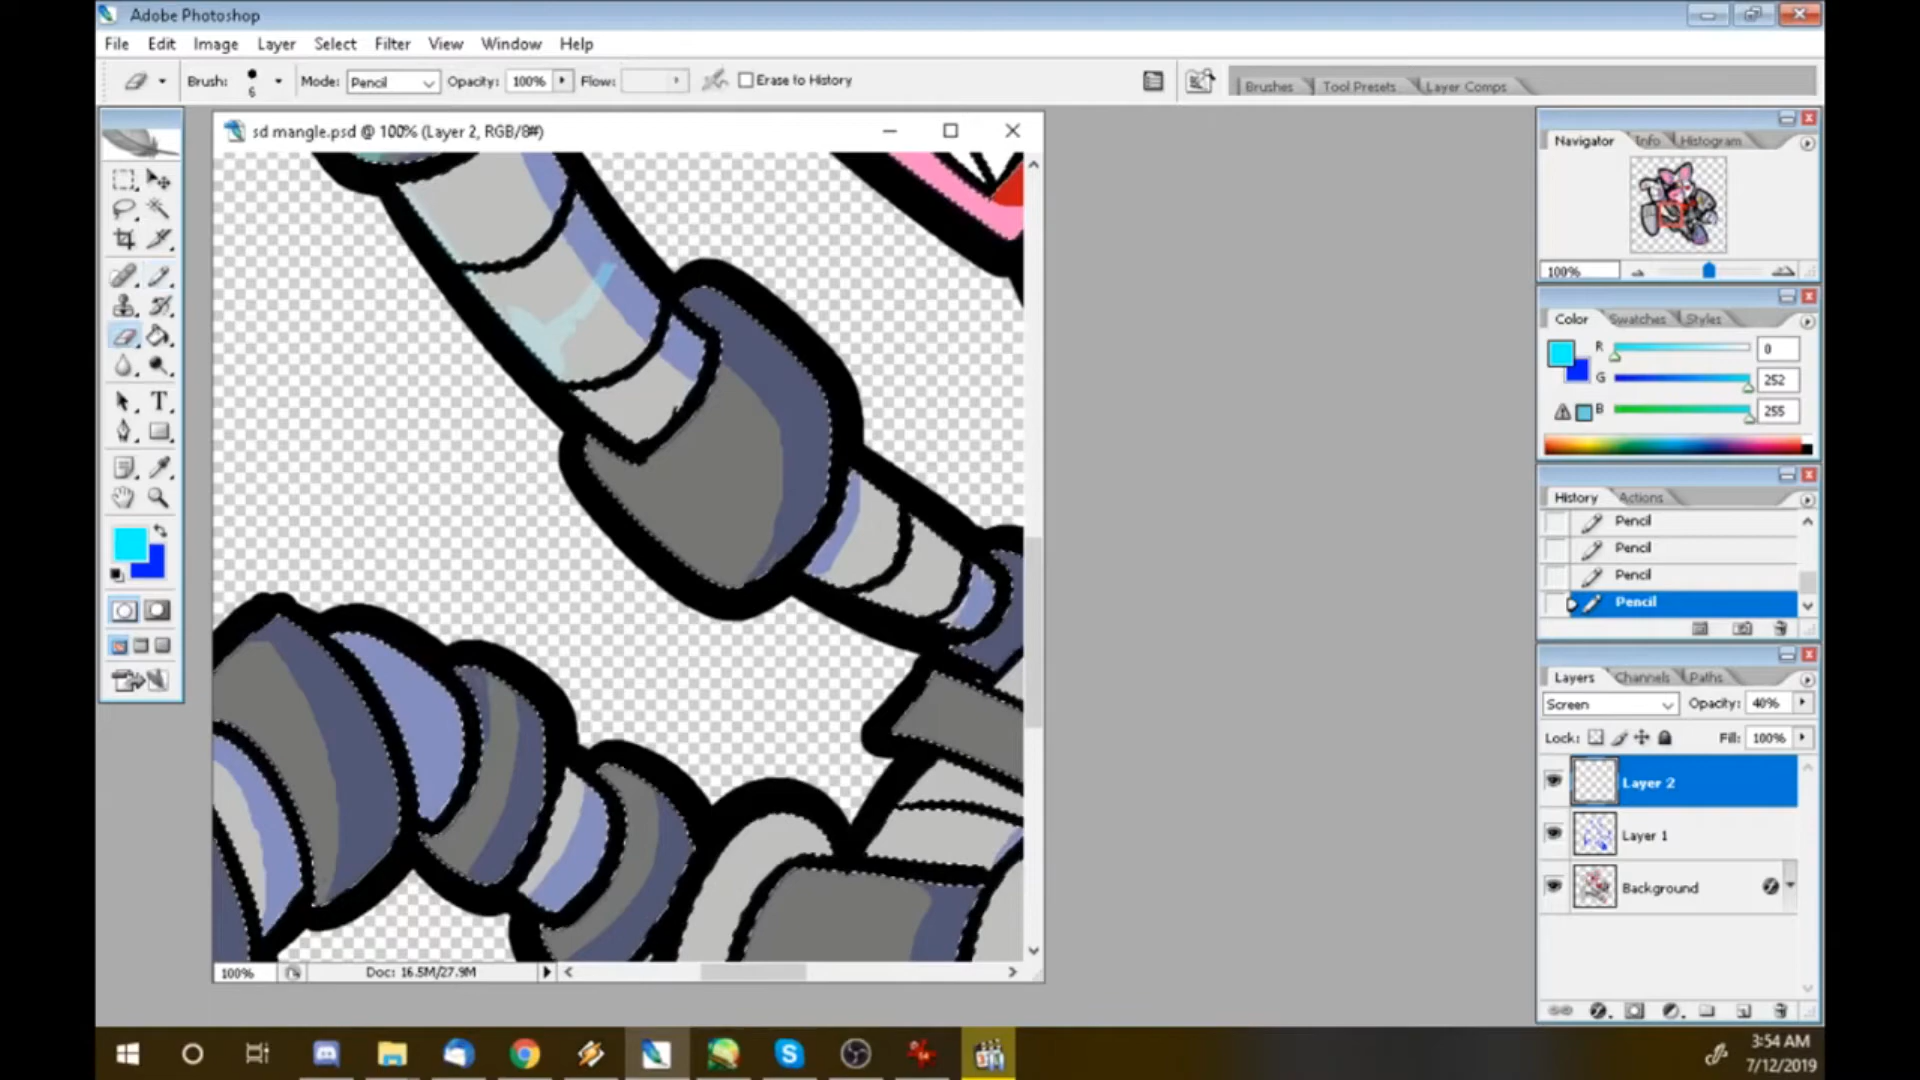 Adobe Photoshop
File Edit Image Layer Select Filter View Window Help
Brush: 6 Mode: Pencil Opacity: 100% Flow: Erase to History
Brushes Tool Presets Layer Comps
sd mangle.psd @ 100% (Layer 2, RGB/8#)
Navigator Info Histogram
100%
Color Swatches Styles
R 0
G 252
B 255
History Actions
Pencil
Pencil
Pencil
Pencil
Layers Channels Paths
Screen Opacity: 40%
Lock: Fill: 100%
Layer 2
Layer 1
Background
100% Doc: 16.5M/27.9M
3:54 AM
7/12/2019